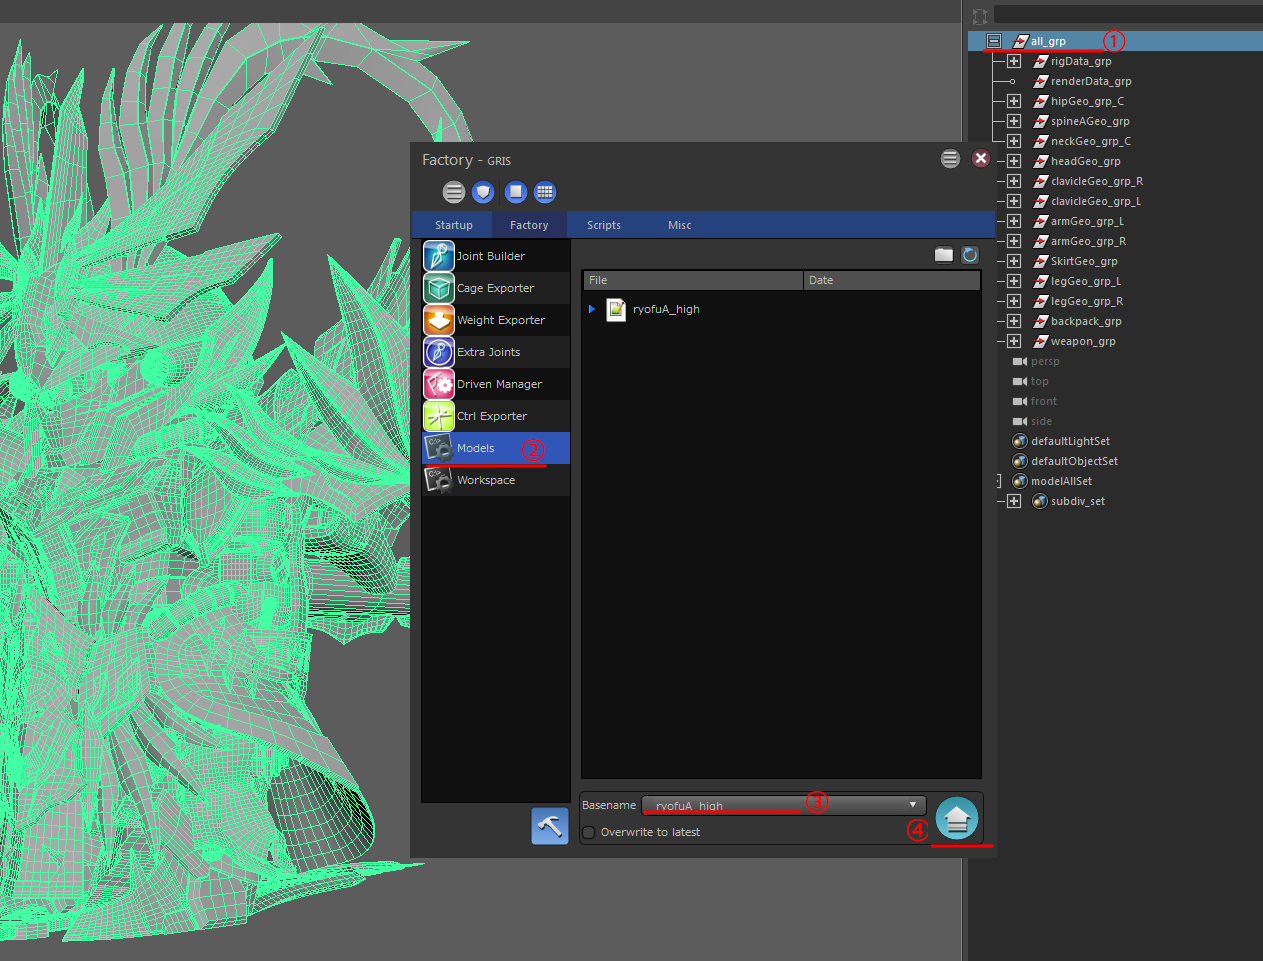 all_grp ①
rigData_grp
renderData_grp
hipGeo_grp_C
spineAGeo_grp
neckGeo_grp_C
headGeo_grp
clavicleGeo_grp_R
clavicleGeo_grp_L
armGeo_grp_L
armGeo_grp_R
SkirtGeo_grp
legGeo_grp_L
legGeo_grp_R
backpack_grp
weapon_grp
persp
top
front
side
defaultLightSet
defaultObjectSet
modelAllSet
subdiv_set
Factory - GRIS
Startup Factory Scripts Misc
Joint Builder
Cage Exporter
Weight Exporter
Extra Joints
Driven Manager
Ctrl Exporter
Models ②
Workspace
File Date
ryofuA_high
Basename ryofuA_high ③
Overwrite to latest ④